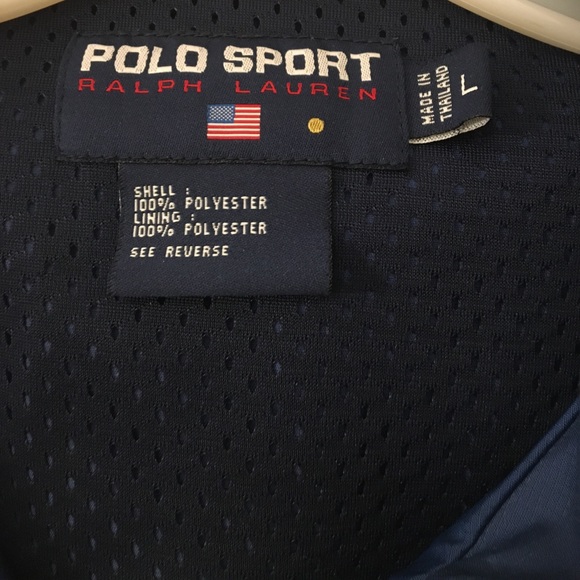 POLO SPORT
RALPH LAUREN
MADE IN
THAILAND
L
SHELL :
100% POLYESTER
LINING :
100% POLYESTER
SEE REVERSE